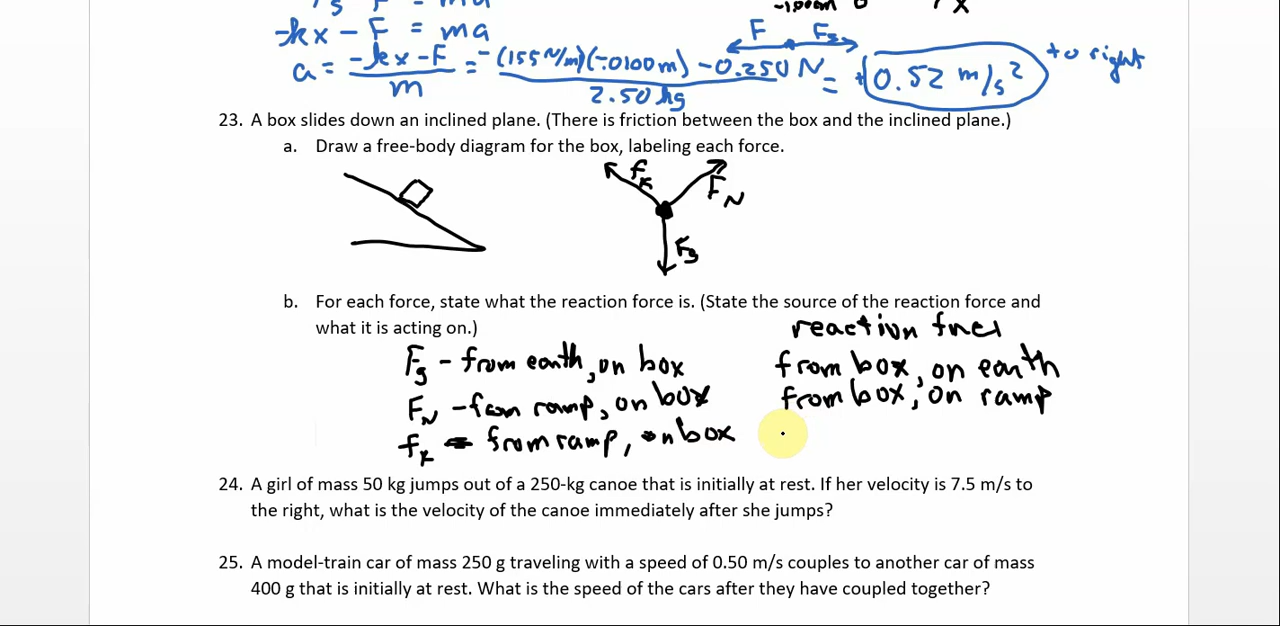 -kx - F = ma
F Fs
a = -kx - F / m = -(155 N/m)(-.0100m) - 0.250 N / 2.50 kg = +0.52 m/s² to right
23. A box slides down an inclined plane. (There is friction between the box and the inclined plane.)
a. Draw a free-body diagram for the box, labeling each force.
fk
FN
Fg
b. For each force, state what the reaction force is. (State the source of the reaction force and
what it is acting on.)
reaction
Fg - from earth, on box from box, on earth
FN - from ramp, on box from box, on ramp
fk - from ramp, on box
24. A girl of mass 50 kg jumps out of a 250-kg canoe that is initially at rest. If her velocity is 7.5 m/s to
the right, what is the velocity of the canoe immediately after she jumps?
25. A model-train car of mass 250 g traveling with a speed of 0.50 m/s couples to another car of mass
400 g that is initially at rest. What is the speed of the cars after they have coupled together?